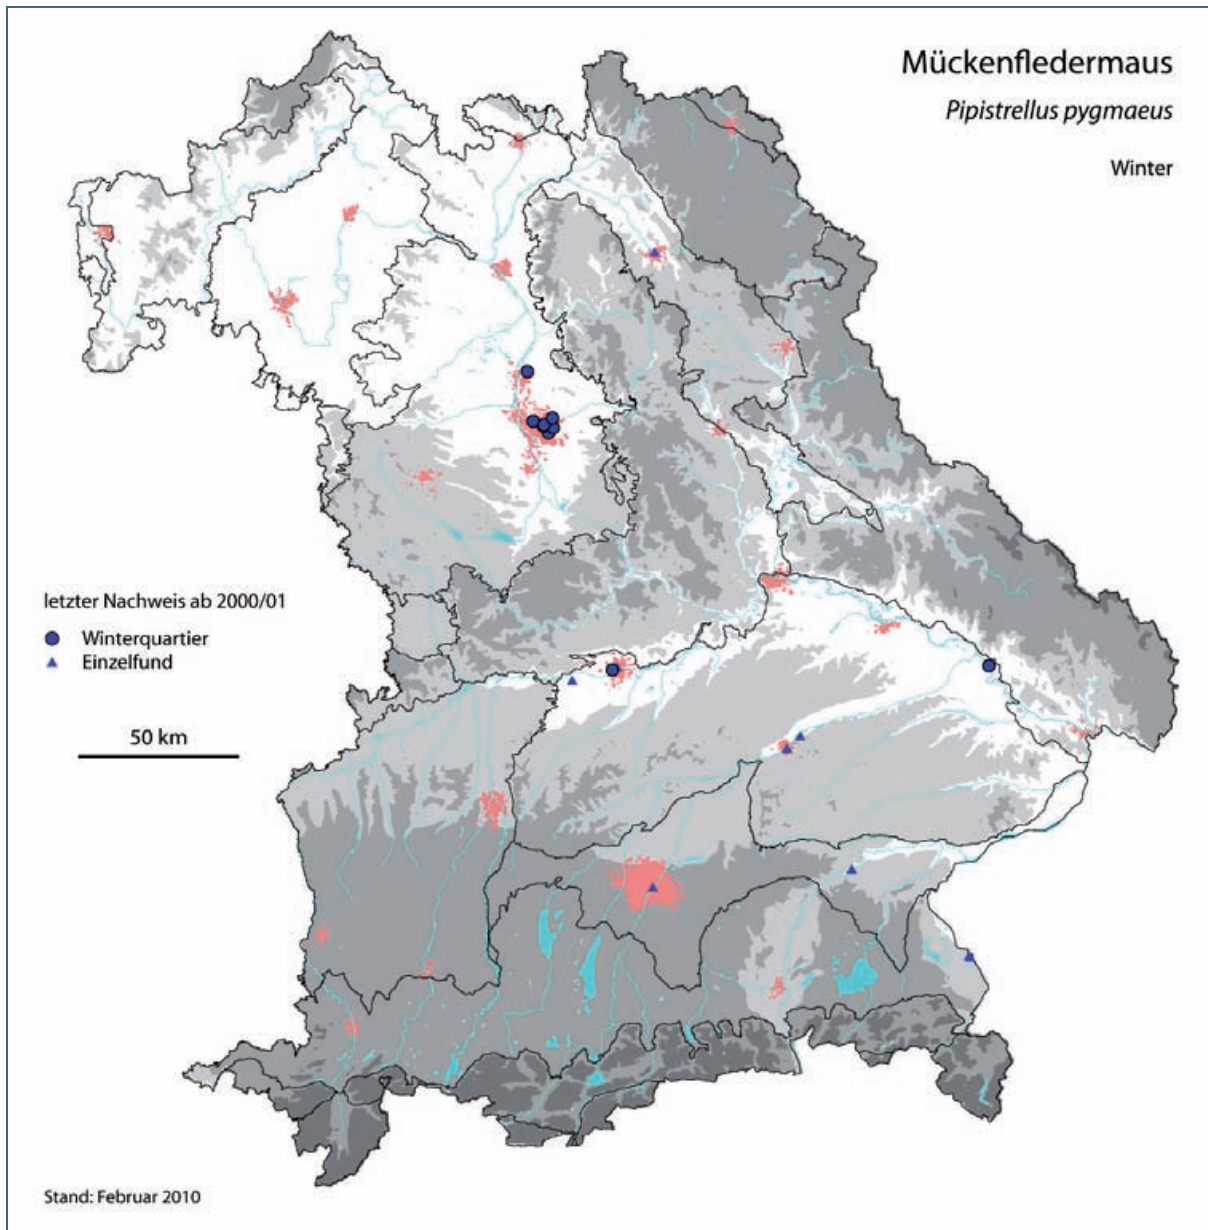 Mückenfledermaus
Pipistrellus pygmaeus
Winter
letzter Nachweis ab 2000/01
Winterquartier
Einzelfund
50 km
Stand: Februar 2010